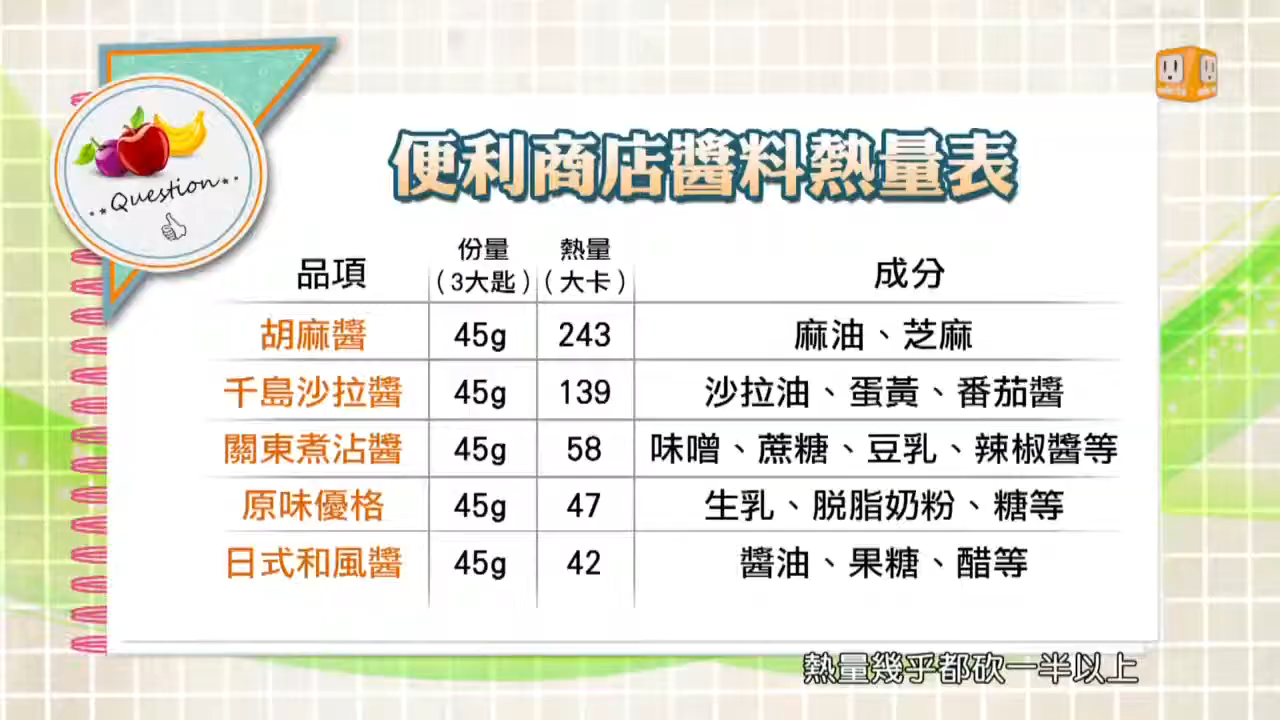 Question
便利商店醬料熱量表
品項 份量(3大匙) 熱量(大卡) 成分
胡麻醬 45g 243 麻油、芝麻
千島沙拉醬 45g 139 沙拉油、蛋黃、番茄醬
關東煮沾醬 45g 58 味噌、蔗糖、豆乳、辣椒醬等
原味優格 45g 47 生乳、脱脂奶粉、糖等
日式和風醬 45g 42 醬油、果糖、醋等
熱量幾乎都砍一半以上